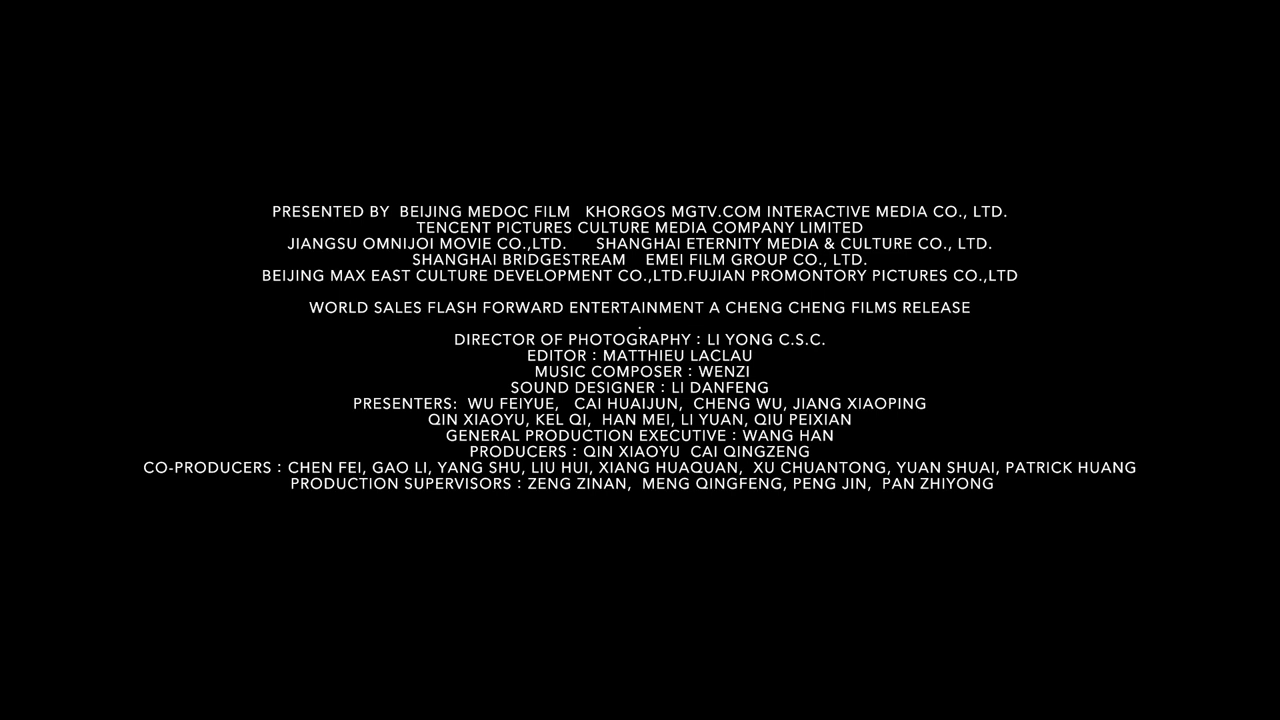 PRESENTED BY  BEIJING MEDOC FILM   KHORGOS MGTV.COM INTERACTIVE MEDIA CO., LTD.
TENCENT PICTURES CULTURE MEDIA COMPANY LIMITED
JIANGSU OMNIJOI MOVIE CO.,LTD.      SHANGHAI ETERNITY MEDIA & CULTURE CO., LTD.
SHANGHAI BRIDGESTREAM    EMEI FILM GROUP CO., LTD.
BEIJING MAX EAST CULTURE DEVELOPMENT CO.,LTD.FUJIAN PROMONTORY PICTURES CO.,LTD
WORLD SALES FLASH FORWARD ENTERTAINMENT A CHENG CHENG FILMS RELEASE
.
DIRECTOR OF PHOTOGRAPHY : LI YONG C.S.C.
EDITOR : MATTHIEU LACLAU
MUSIC COMPOSER : WENZI
SOUND DESIGNER : LI DANFENG
PRESENTERS:  WU FEIYUE,   CAI HUAIJUN,  CHENG WU, JIANG XIAOPING
QIN XIAOYU, KEL QI,  HAN MEI, LI YUAN, QIU PEIXIAN
GENERAL PRODUCTION EXECUTIVE : WANG HAN
PRODUCERS : QIN XIAOYU  CAI QINGZENG
CO-PRODUCERS : CHEN FEI, GAO LI, YANG SHU, LIU HUI, XIANG HUAQUAN,  XU CHUANTONG, YUAN SHUAI, PATRICK HUANG
PRODUCTION SUPERVISORS : ZENG ZINAN,  MENG QINGFENG, PENG JIN,  PAN ZHIYONG